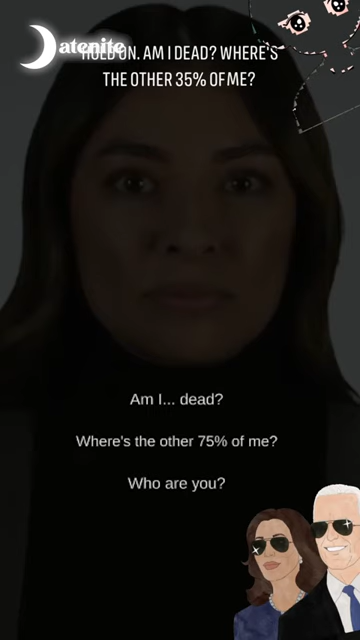 atenite
HOLD ON. AM I DEAD? WHERE'S
THE OTHER 35% OF ME?
Am I... dead?
Where's the other 75% of me?
Who are you?